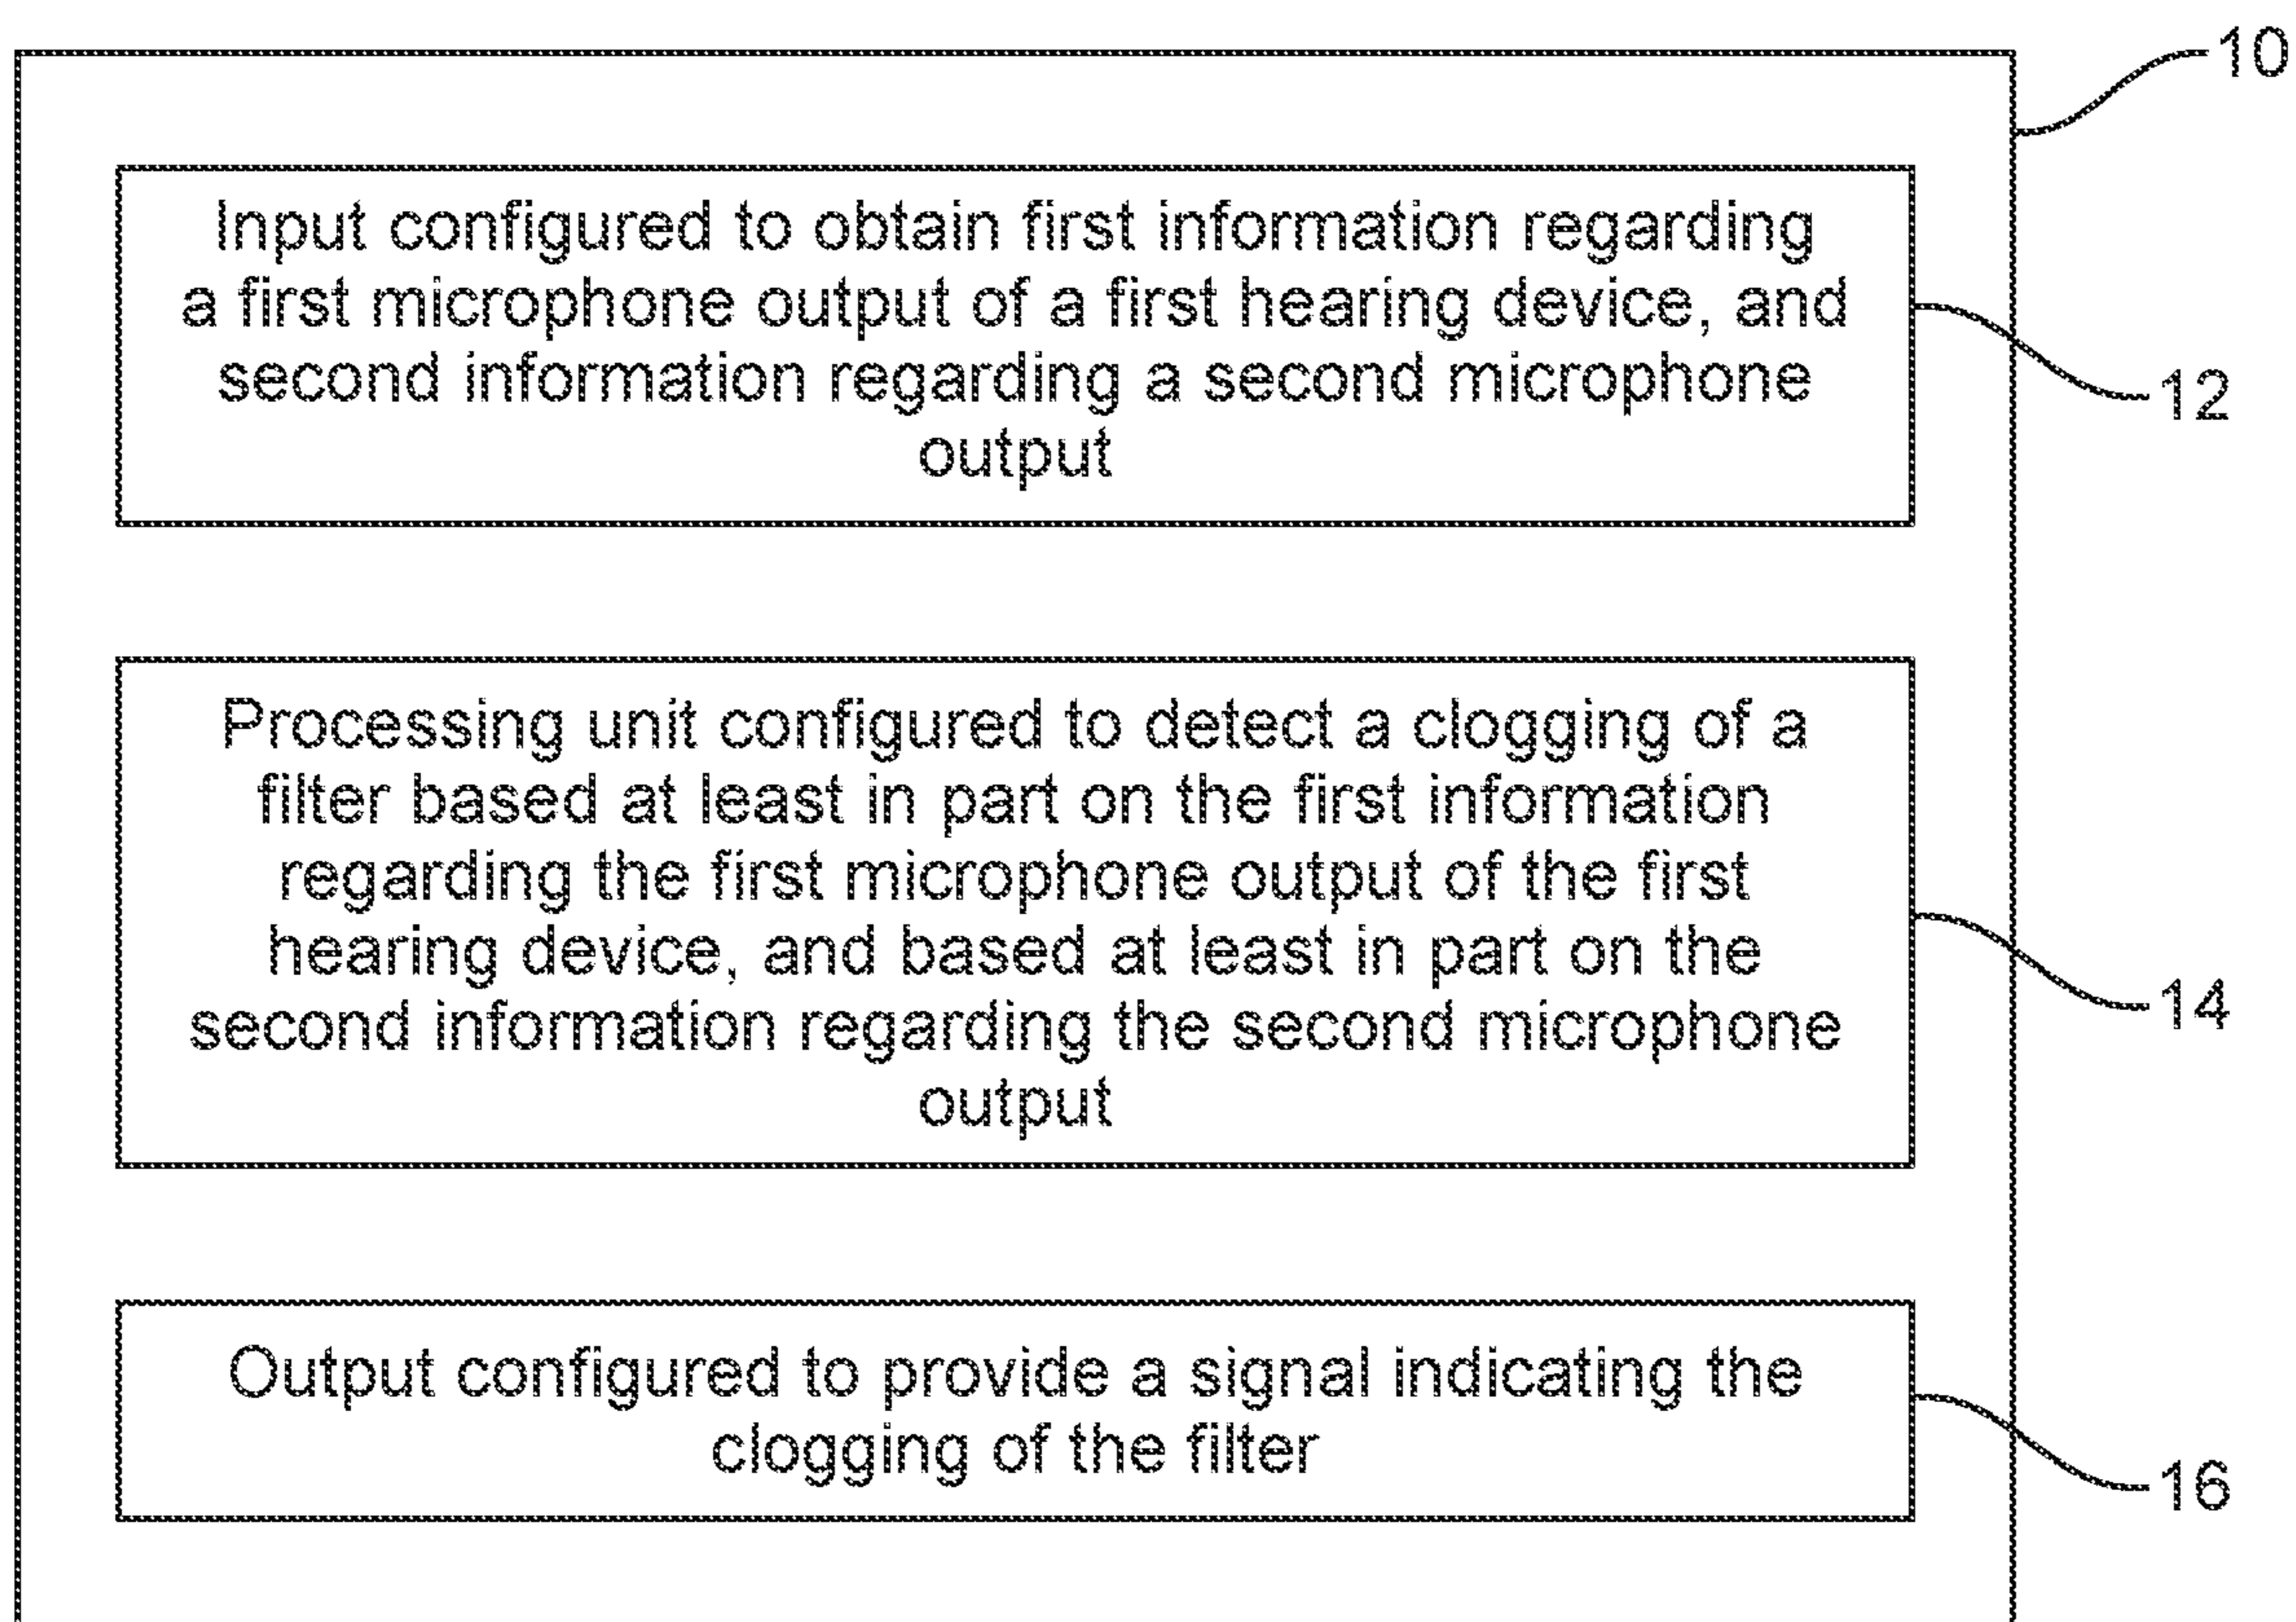 10
Input configured to obtain first information regarding
a first microphone output of a first hearing device, and
second information regarding a second microphone
output
12
Processing unit configured to detect a clogging of a
filter based at least in part on the first information
regarding the first microphone output of the first
hearing device, and based at least in part on the
second information regarding the second microphone
output
14
Output configured to provide a signal indicating the
clogging of the filter
16